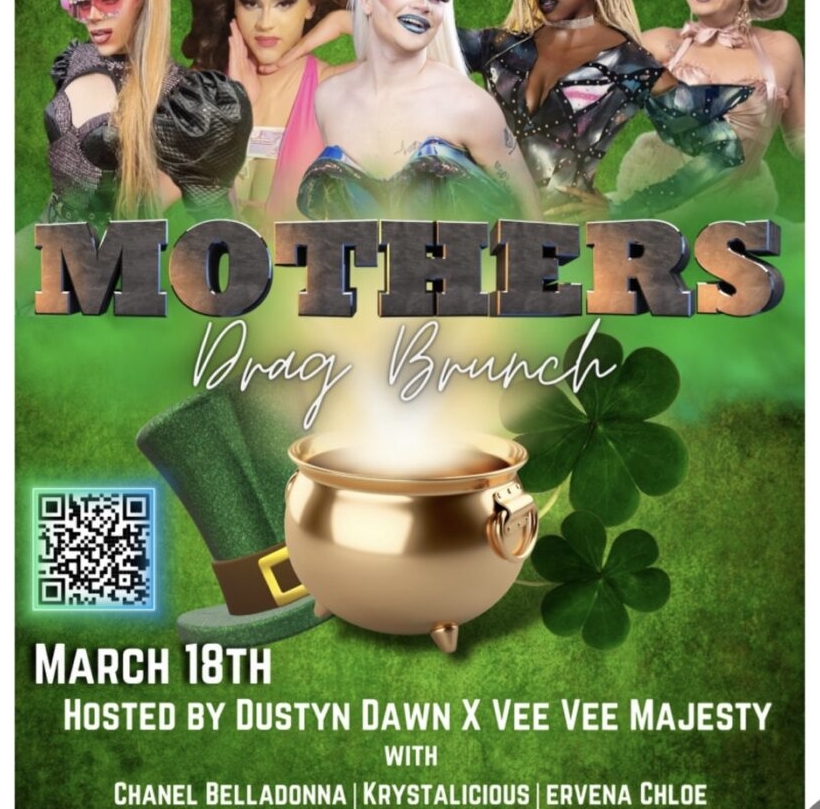 MOTHERS
Drag Brunch
MARCH 18TH
HOSTED BY DUSTYN DAWN X VEE VEE MAJESTY
WITH
CHANEL BELLADONNA | KRYSTALICIOUS | ERVENA CHLOE